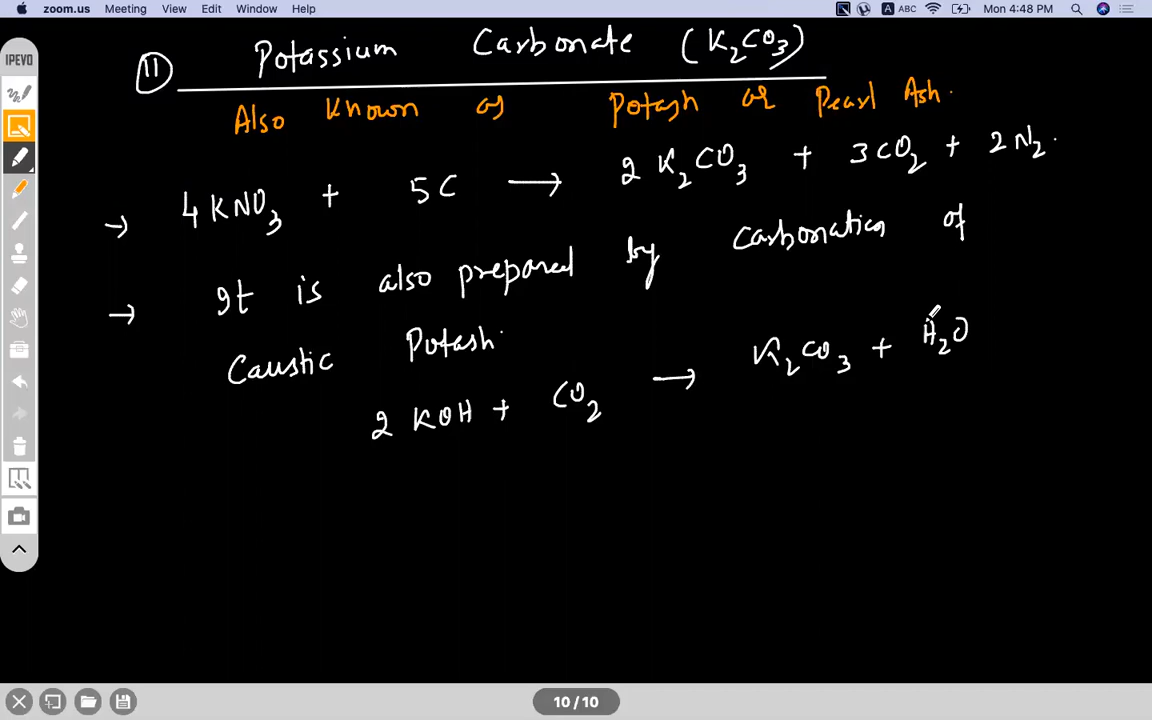 zoom.us Meeting View Edit Window Help A ABC Mon 4:48 PM
IPEVO
11 Potassium Carbonate (K₂CO₃)
Also Known as Potash or Pearl Ash.
→ 4KNO₃ + 5C → 2K₂CO₃ + 3CO₂ + 2N₂.
→ It is also prepared by Carbonation of
Caustic Potash.
2KOH + CO₂ → K₂CO₃ + H₂O
10 / 10